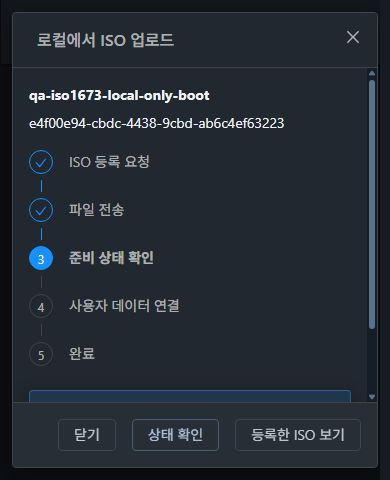 로컬에서 ISO 업로드
qa-iso1673-local-only-boot
e4f00e94-cbdc-4438-9cbd-ab6c4ef63223
ISO 등록 요청
파일 전송
3 준비 상태 확인
4 사용자 데이터 연결
5 완료
닫기 상태 확인 등록한 ISO 보기